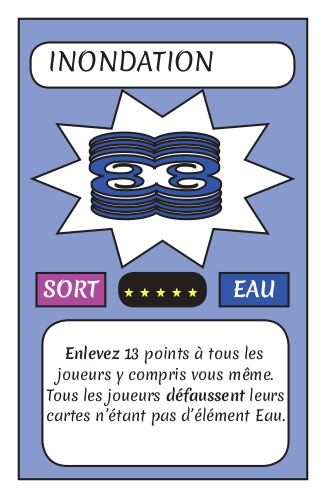 INONDATION
SORT
EAU
Enlevez 13 points à tous les
joueurs y compris vous même.
Tous les joueurs défaussent leurs
cartes n'étant pas d'élément Eau.